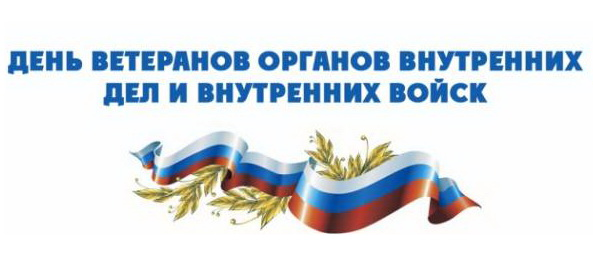 ДЕНЬ ВЕТЕРАНОВ ОРГАНОВ ВНУТРЕННИХ
ДЕЛ И ВНУТРЕННИХ ВОЙСК